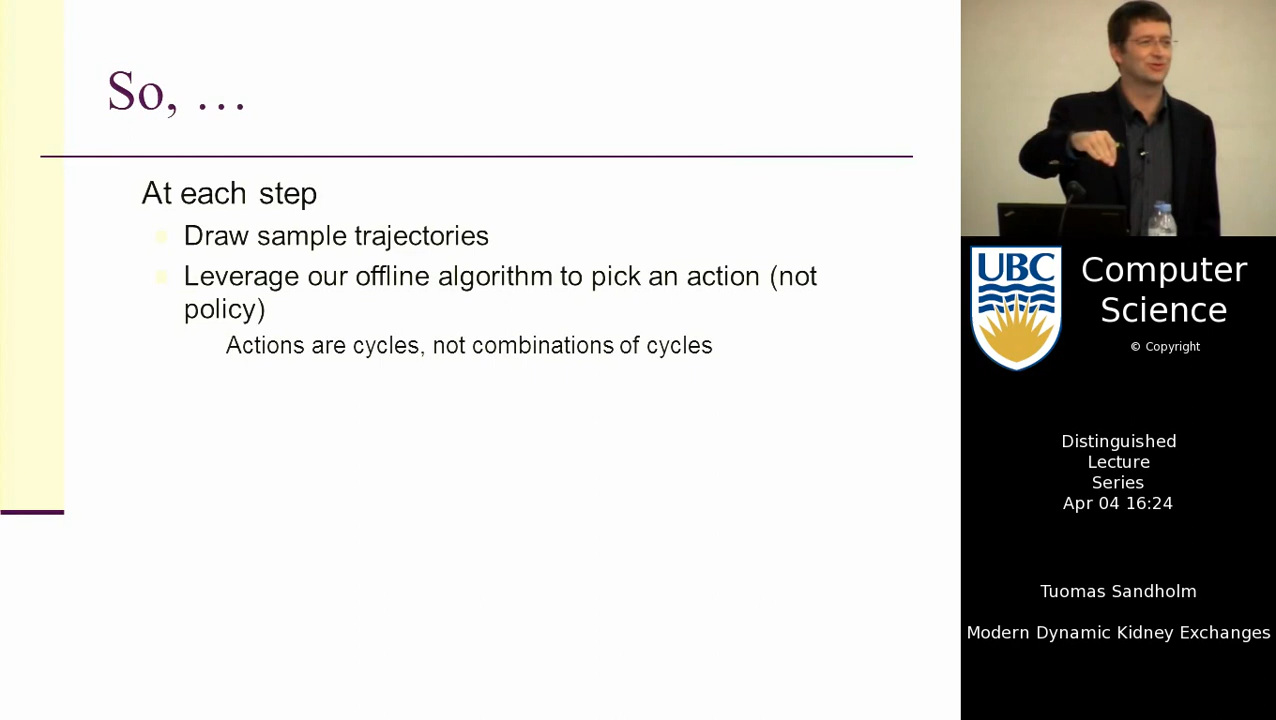 So, …
At each step
Draw sample trajectories
Leverage our offline algorithm to pick an action (not
policy)
Actions are cycles, not combinations of cycles
UBC
Computer
Science
© Copyright
Distinguished
Lecture
Series
Apr 04 16:24
Tuomas Sandholm
Modern Dynamic Kidney Exchanges